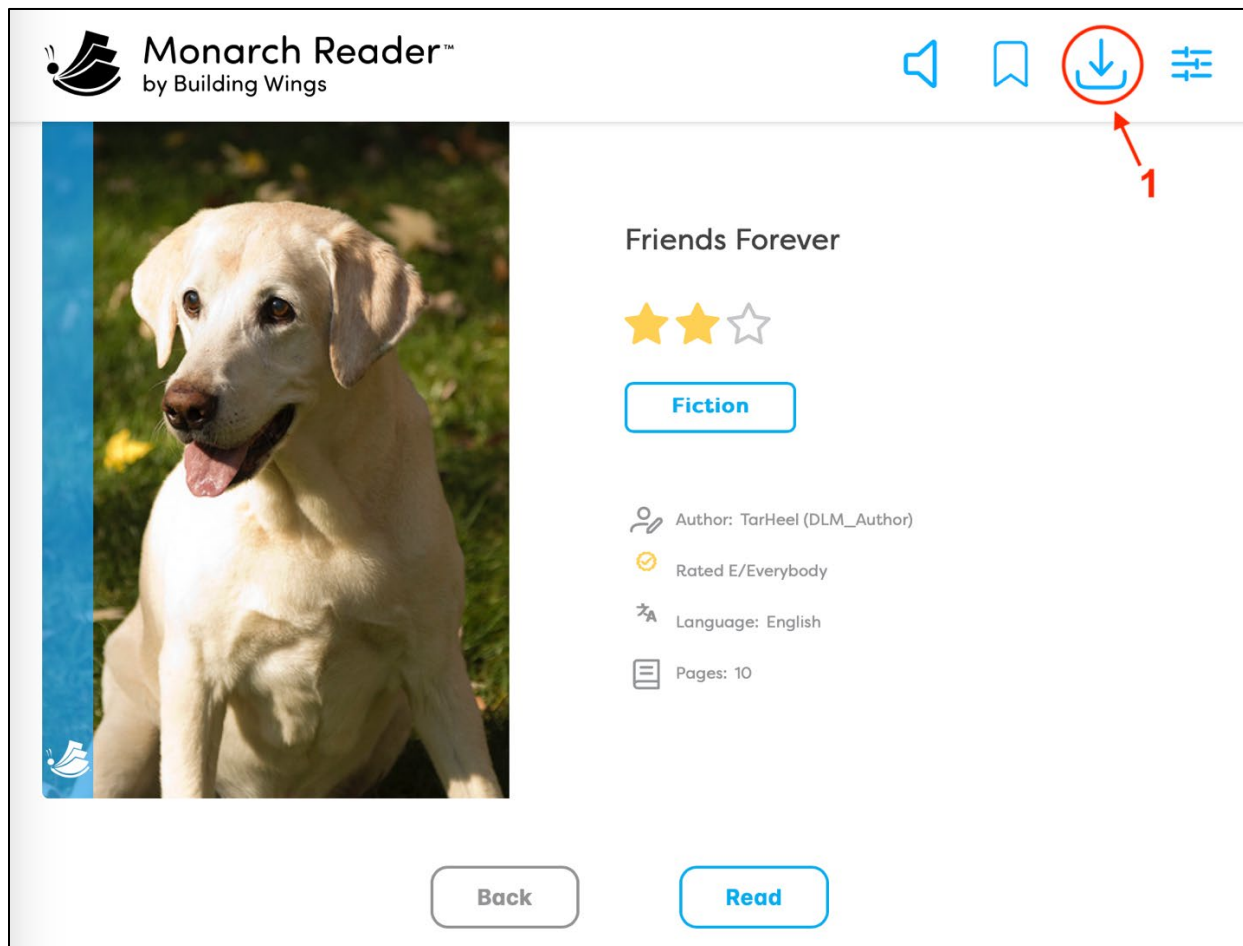 Monarch Reader™
by Building Wings
1
Friends Forever
Fiction
Author: TarHeel (DLM_Author)
Rated E/Everybody
Language: English
Pages: 10
Back
Read